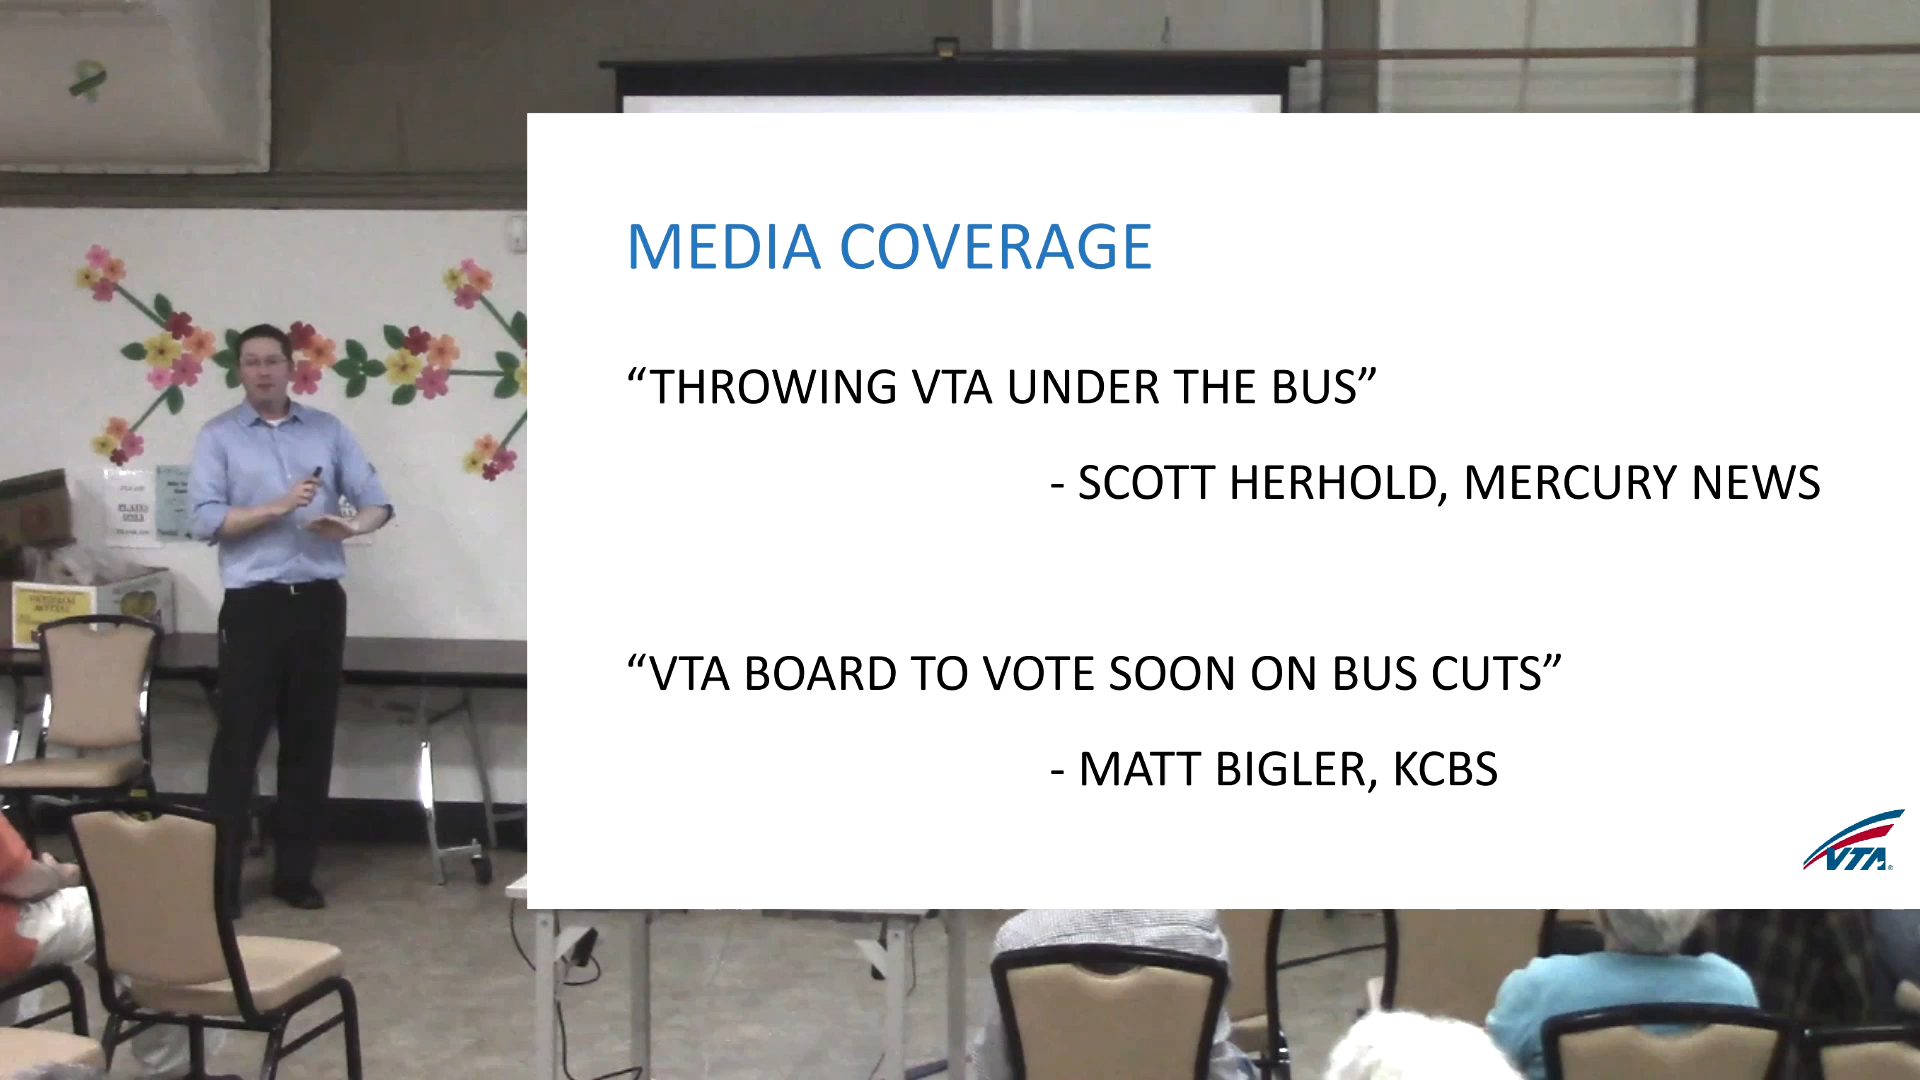 MEDIA COVERAGE
“THROWING VTA UNDER THE BUS”
- SCOTT HERHOLD, MERCURY NEWS
“VTA BOARD TO VOTE SOON ON BUS CUTS”
- MATT BIGLER, KCBS
VTA